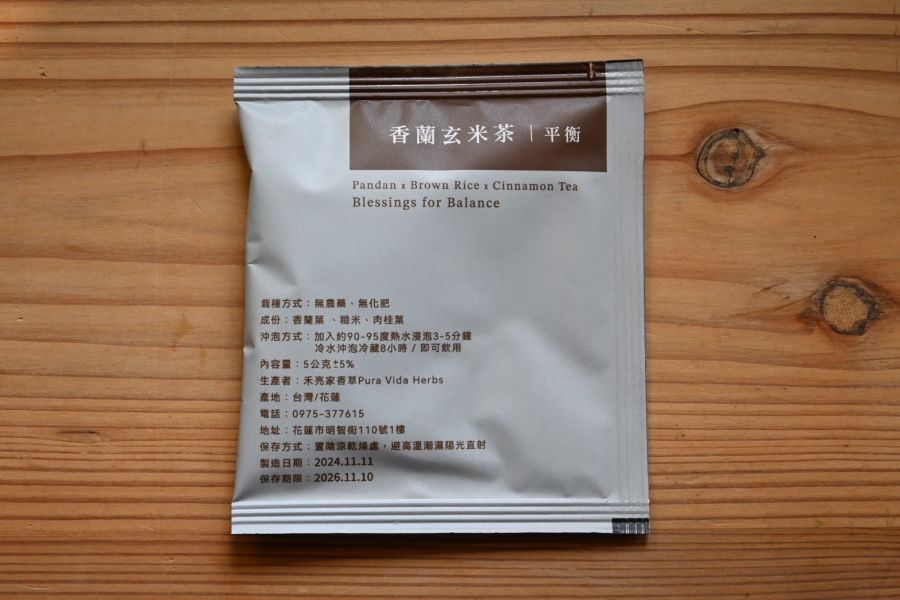 香蘭玄米茶｜平衡
Pandan x Brown Rice x Cinnamon Tea
Blessings for Balance
栽種方式：無農藥、無化肥
成份：香蘭葉 、糙米、肉桂葉
沖泡方式：加入約90-95度熱水浸泡3-5分鐘
冷水沖泡冷藏8小時 / 即可飲用
內容量：5公克±5%
生產者：禾亮家香草Pura Vida Herbs
產地：台灣/花蓮
電話：0975-377615
地址：花蓮市明智街110號1樓
保存方式：置陰涼乾燥處，避高溫潮濕陽光直射
製造日期：2024.11.11
保存期限：2026.11.10